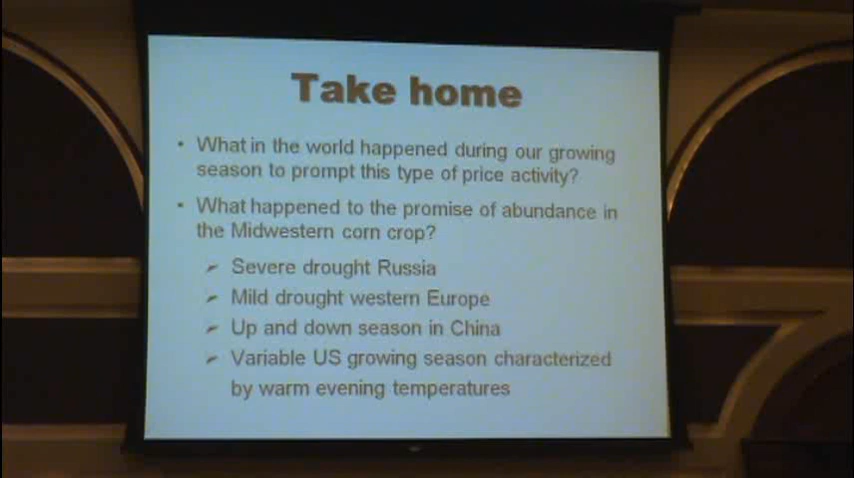 Take home
• What in the world happened during our growing
season to prompt this type of price activity?
• What happened to the promise of abundance in
the Midwestern corn crop?
➢ Severe drought Russia
➢ Mild drought western Europe
➢ Up and down season in China
➢ Variable US growing season characterized
by warm evening temperatures